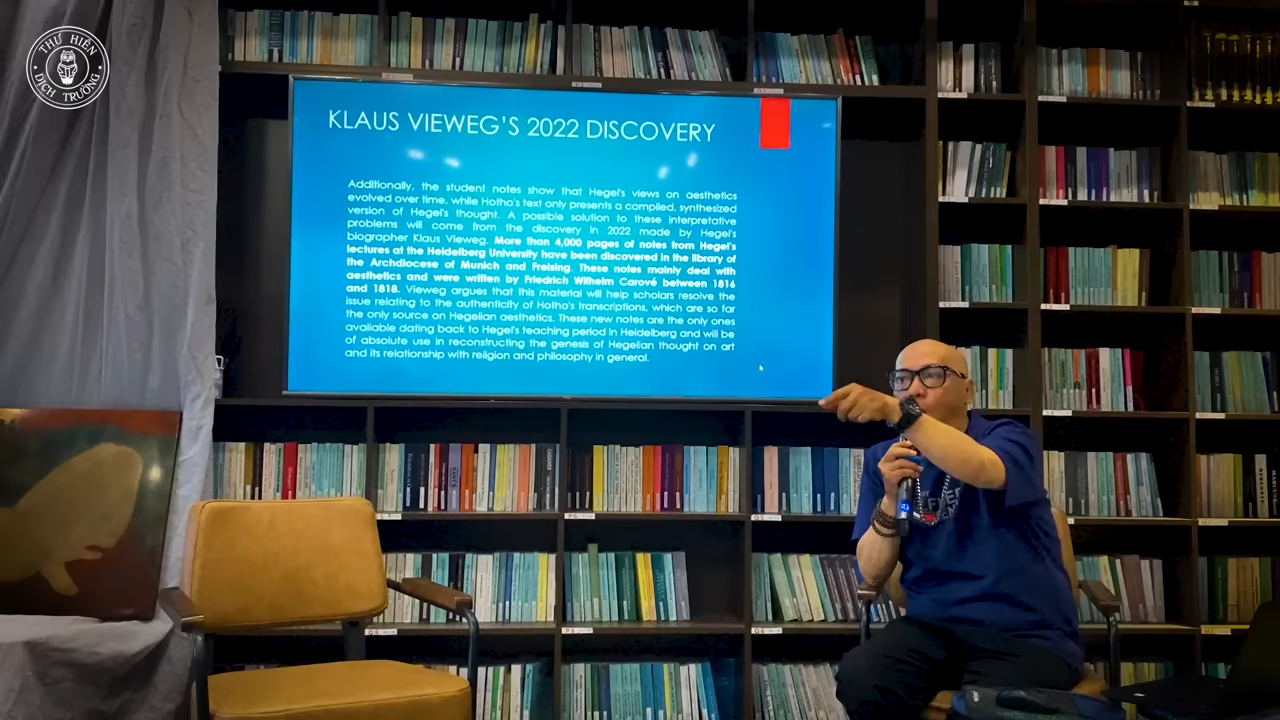 THƯ HIÊN
DỊCH TRƯỜNG
KLAUS VIEWEG'S 2022 DISCOVERY
Additionally, the student notes show that Hegel's views on aesthetics
evolved over time, while Hotho's text only presents a compiled, synthesized
version of Hegel's thought. A possible solution to these interpretative
problems will come from the discovery in 2022 made by Hegel's
biographer Klaus Vieweg. More than 4,000 pages of notes from Hegel's
lectures at the Heidelberg University have been discovered in the library of
the Archdiocese of Munich and Freising. These notes mainly deal with
aesthetics and were written by Friedrich Wilhelm Carové between 1816
and 1818. Vieweg argues that this material will help scholars resolve the
issue relating to the authenticity of Hotho's transcriptions, which are so far
the only source on Hegelian aesthetics. These new notes are the only ones
available dating back to Hegel's teaching period in Heidelberg and will be
of absolute use in reconstructing the genesis of Hegelian thought on art
and its relationship with religion and philosophy in general.